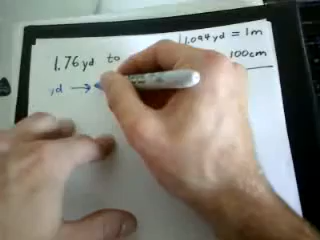 1.76yd to
1.094yd = 1m
100cm
yd →